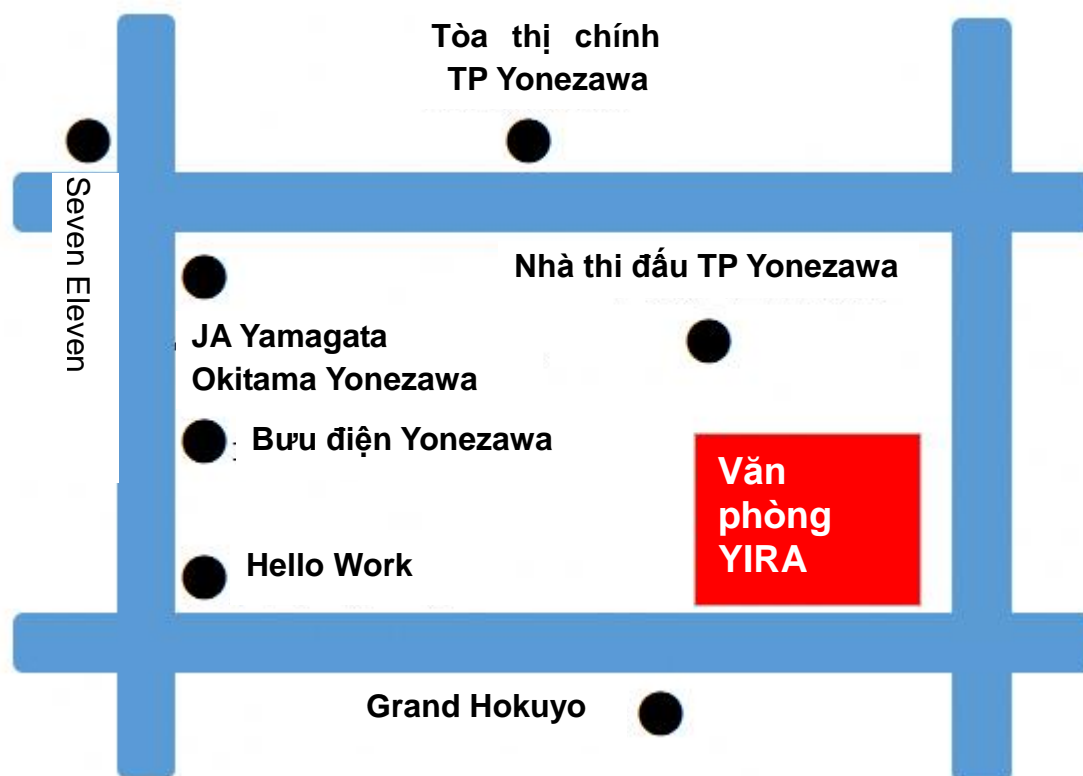 Tòa thị chính
TP Yonezawa
Seven Eleven
Nhà thi đấu TP Yonezawa
JA Yamagata
Okitama Yonezawa
Bưu điện Yonezawa
Văn
phòng
YIRA
Hello Work
Grand Hokuyo